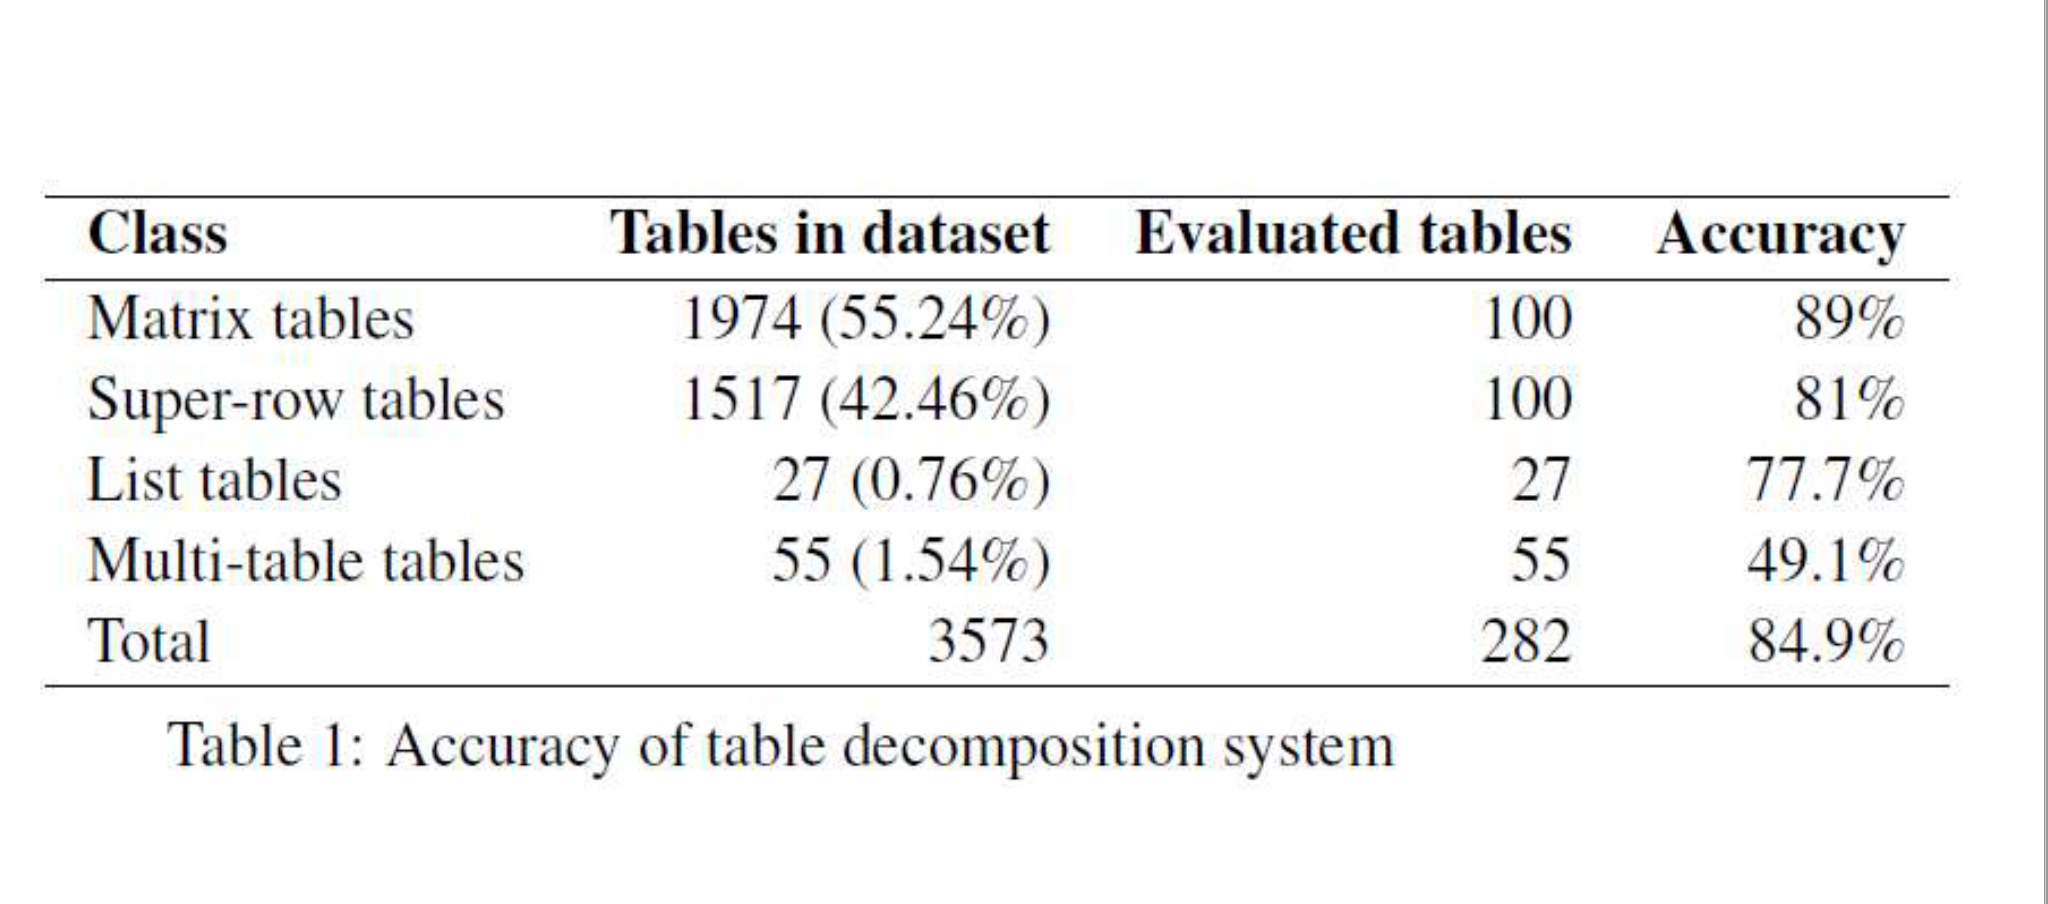 Class Tables in dataset Evaluated tables Accuracy
Matrix tables 1974 (55.24%) 100 89%
Super-row tables 1517 (42.46%) 100 81%
List tables 27 (0.76%) 27 77.7%
Multi-table tables 55 (1.54%) 55 49.1%
Total 3573 282 84.9%
Table 1: Accuracy of table decomposition system